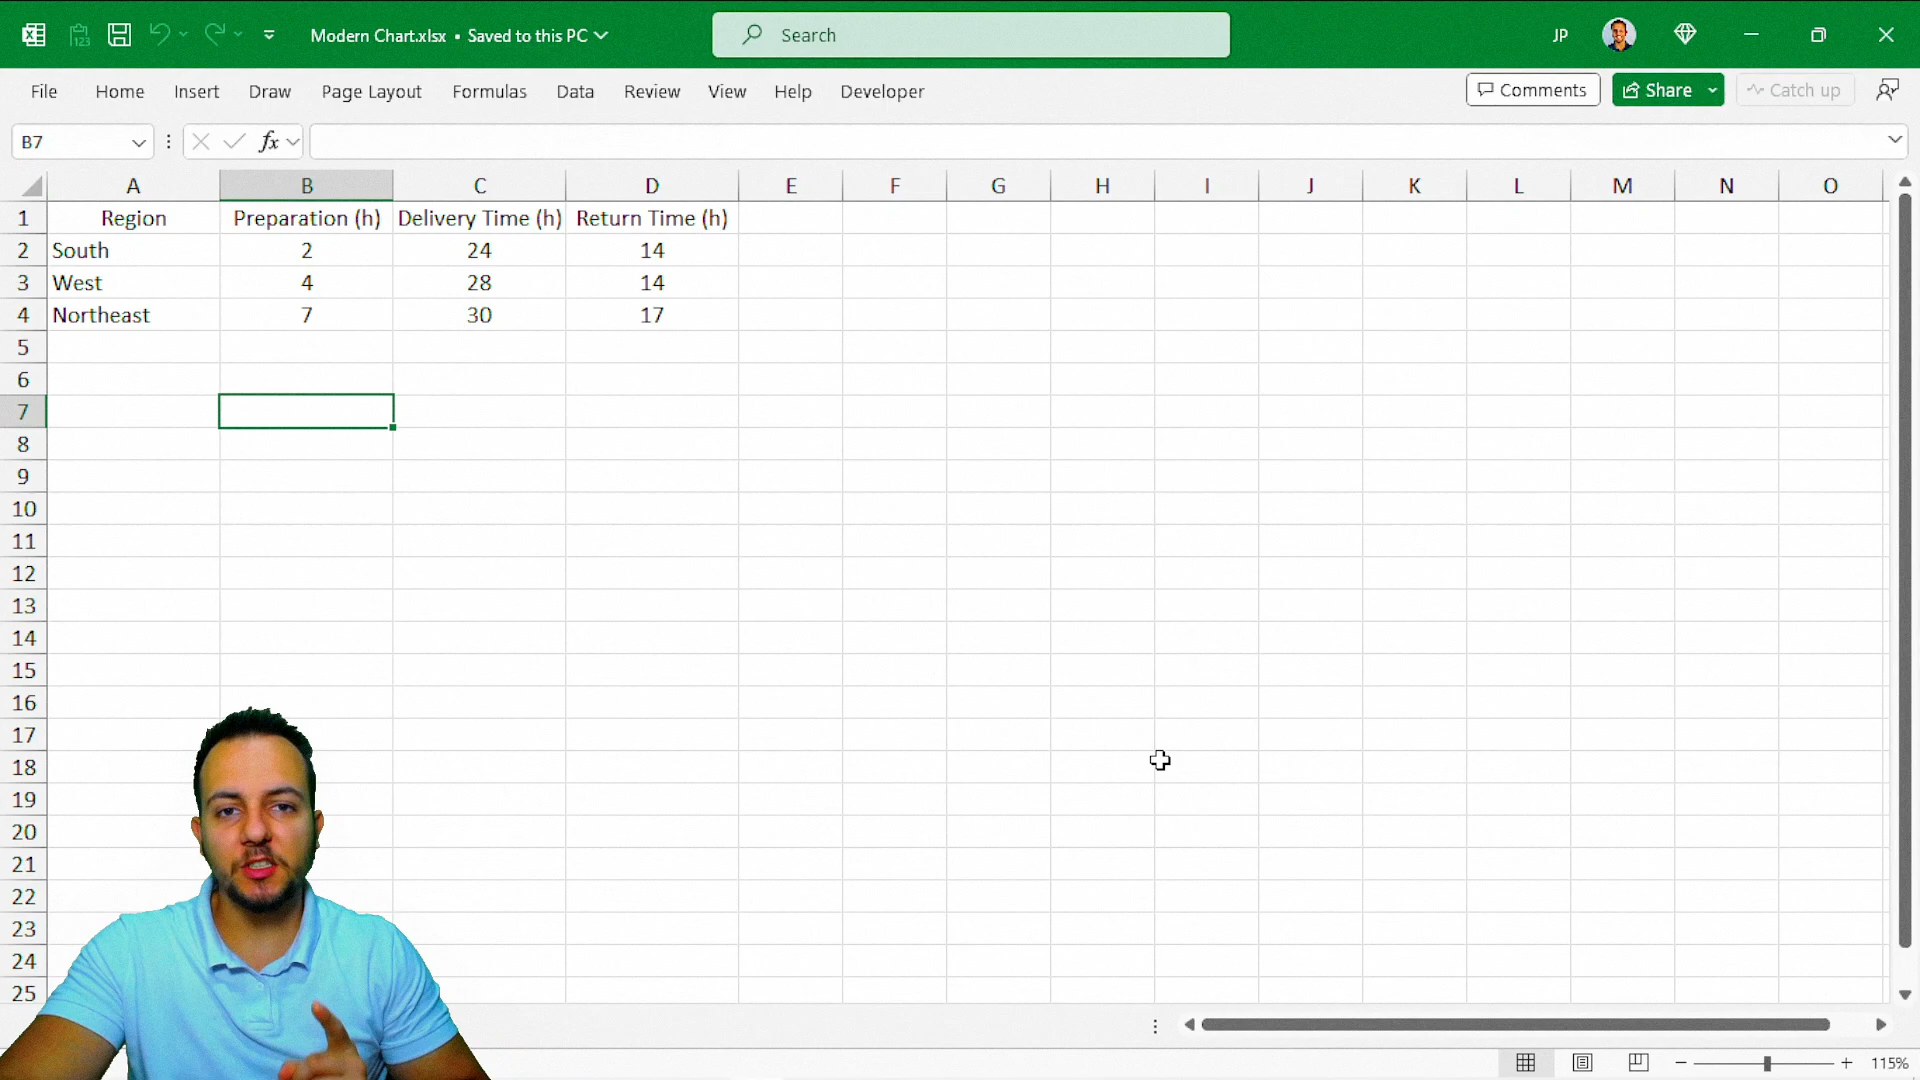 Modern Chart.xlsx • Saved to this PC
Search
JP
File Home Insert Draw Page Layout Formulas Data Review View Help Developer
Comments Share Catch up
B7 fx
A B C D E F G H I J K L M N O
1 Region Preparation (h) Delivery Time (h) Return Time (h)
2 South 2 24 14
3 West 4 28 14
4 Northeast 7 30 17
5
6
7
8
9
10
11
12
13
14
15
16
17
18
19
20
21
22
23
24
25
115%